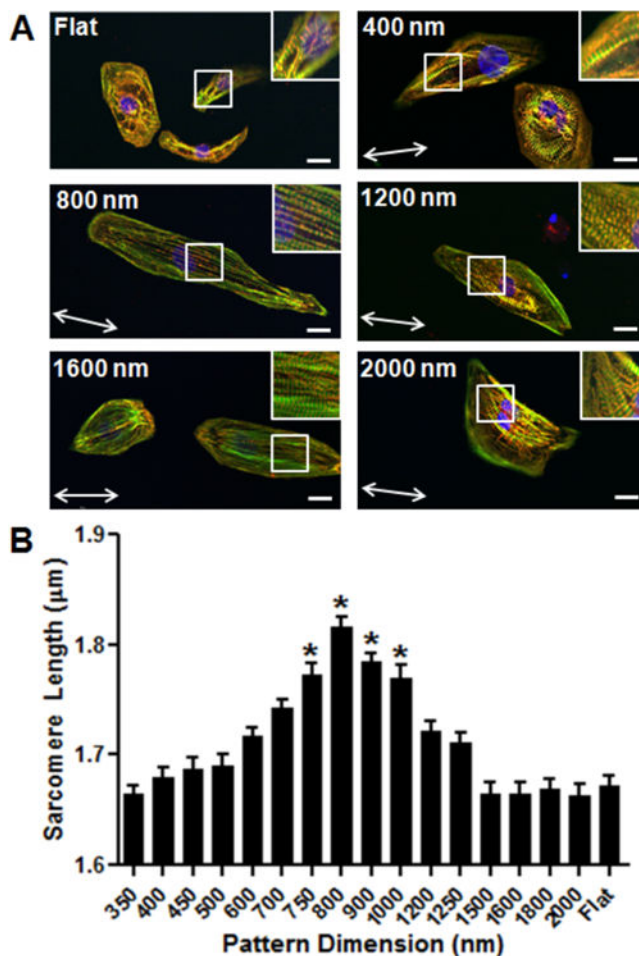 A
Flat
400 nm
800 nm
1200 nm
1600 nm
2000 nm
B
Sarcomere Length (μm)
1.9
1.8
1.7
1.6
* * * *
350 400 450 500 600 700 750 800 900 1000 1200 1250 1500 1600 1800 2000 Flat
Pattern Dimension (nm)